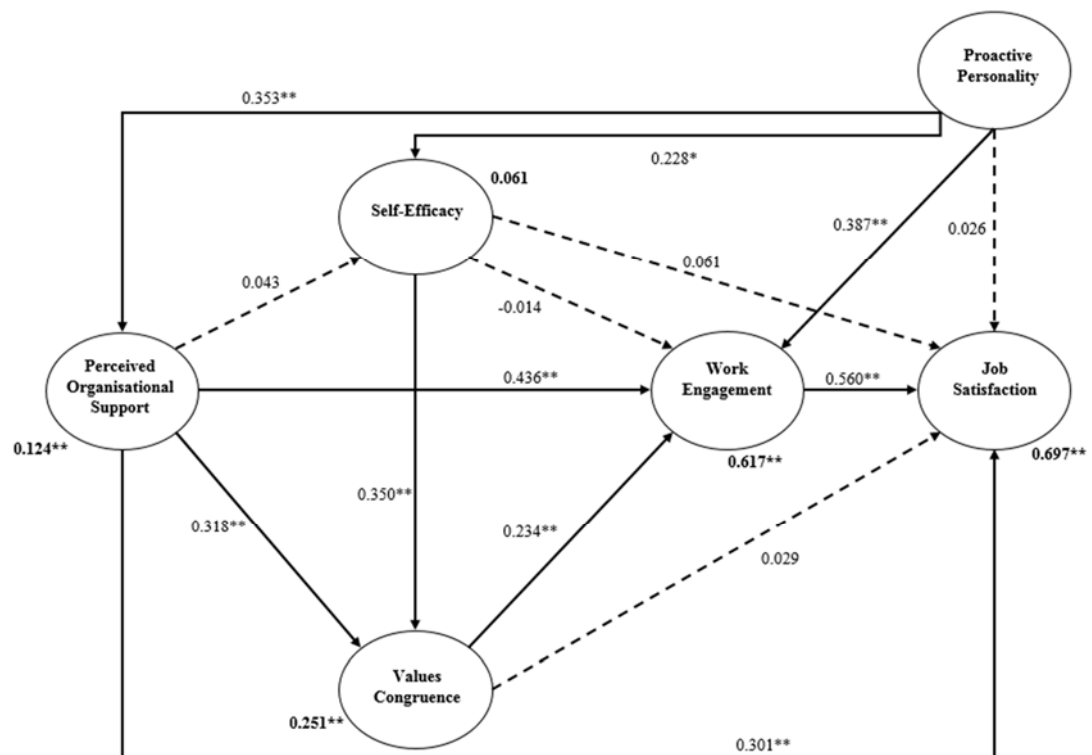 Proactive
Personality
0.353**
0.228*
0.061
Self-Efficacy
0.387**
0.026
0.061
0.043
-0.014
Perceived
Organisational
Support
0.436**
Work
Engagement
0.560**
Job
Satisfaction
0.124**
0.617**
0.697**
0.350**
0.318**
0.234**
0.029
Values
Congruence
0.251**
0.301**